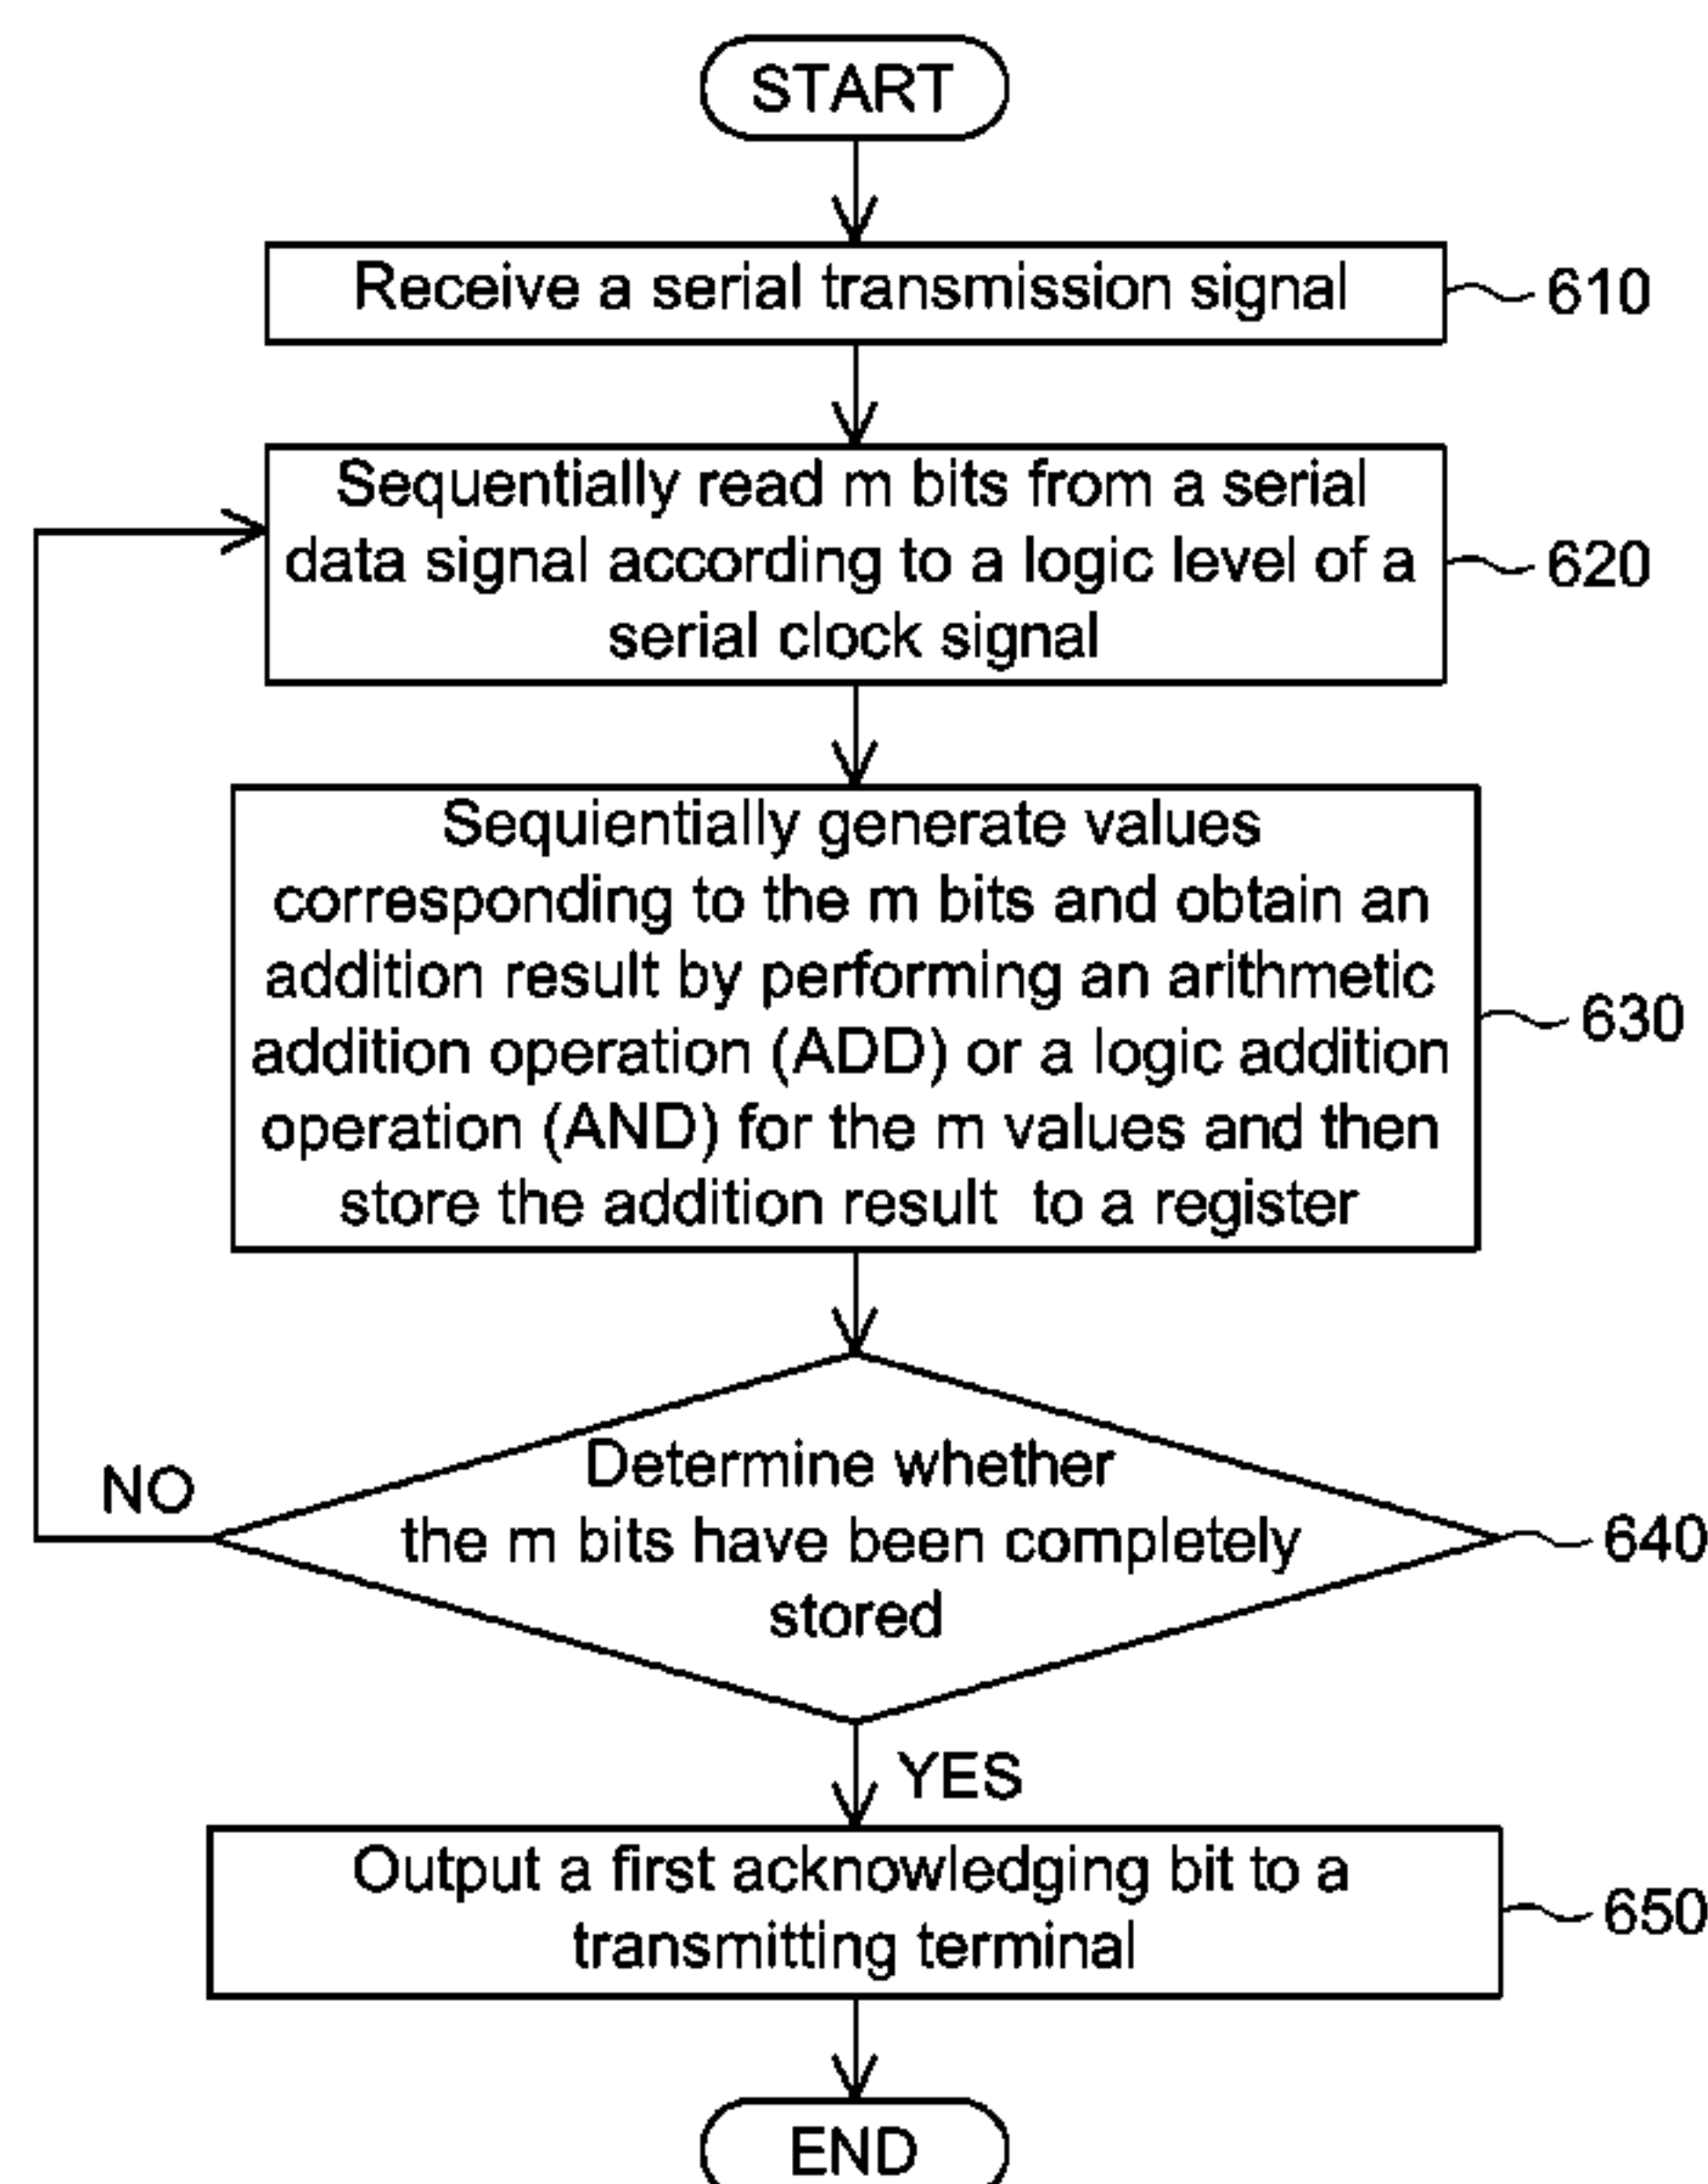 START
Receive a serial transmission signal
610
Sequentially read m bits from a serial
data signal according to a logic level of a
serial clock signal
620
Sequientially generate values
corresponding to the m bits and obtain an
addition result by performing an arithmetic
addition operation (ADD) or a logic addition
operation (AND) for the m values and then
store the addition result to a register
630
Determine whether
the m bits have been completely
stored
640
NO
YES
Output a first acknowledging bit to a
transmitting terminal
650
END